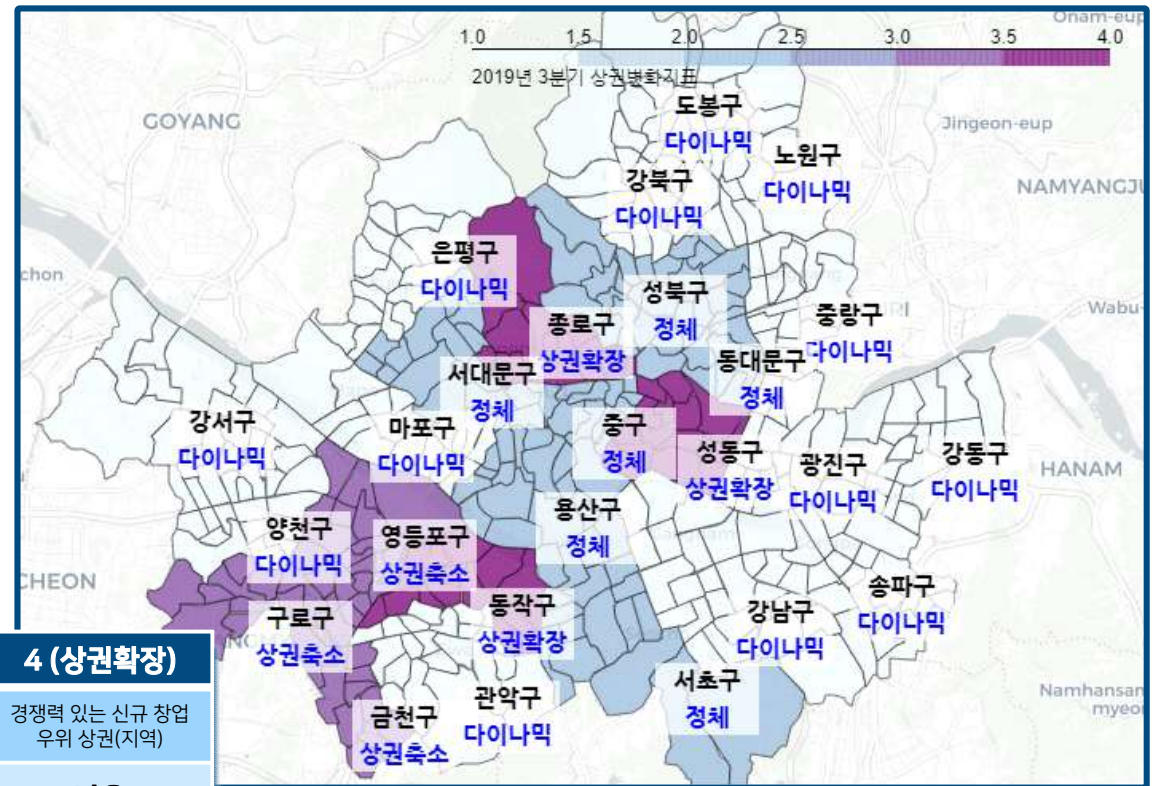 Onam-eup
1.0 1.5 2.0 2.5 3.0 3.5 4.0
2019년 3분기 상권변화지표
GOYANG
도봉구
다이나믹
Jingeon-eup
노원구
다이나믹
강북구
다이나믹
NAMYANGJU
은평구
다이나믹
chon
성북구
정체
중랑구
다이나믹
Wabu-
종로구
상권확장
서대문구
정체
동대문구
정체
강서구
다이나믹
마포구
다이나믹
중구
정체
성동구
상권확장
광진구
다이나믹
강동구
다이나믹
HANAM
용산구
정체
양천구
다이나믹
영등포구
상권축소
CHEON
동작구
상권확장
송파구
다이나믹
강남구
다이나믹
구로구
상권축소
서초구
정체
관악구
다이나믹
금천구
상권축소
Namhansan
myeon
4 (상권확장)
경쟁력 있는 신규 창업
우위 상권(지역)